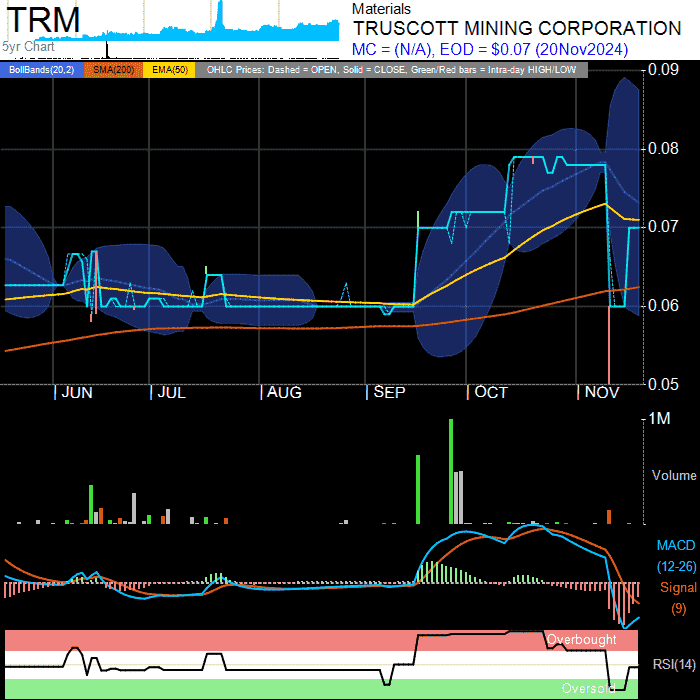 TRM
5yr Chart
Materials
TRUSCOTT MINING CORPORATION
MC = (N/A), EOD = $0.07 (20Nov2024)
BollBands(20,2) SMA(200) EMA(50) OHLC Prices: Dashed = OPEN, Solid = CLOSE, Green/Red bars = Intra-day HIGH/LOW
0.09
0.08
0.07
0.06
0.05
JUN JUL AUG SEP OCT NOV
1M
Volume
MACD
(12-26)
Signal
(9)
Overbought
RSI(14)
Oversold